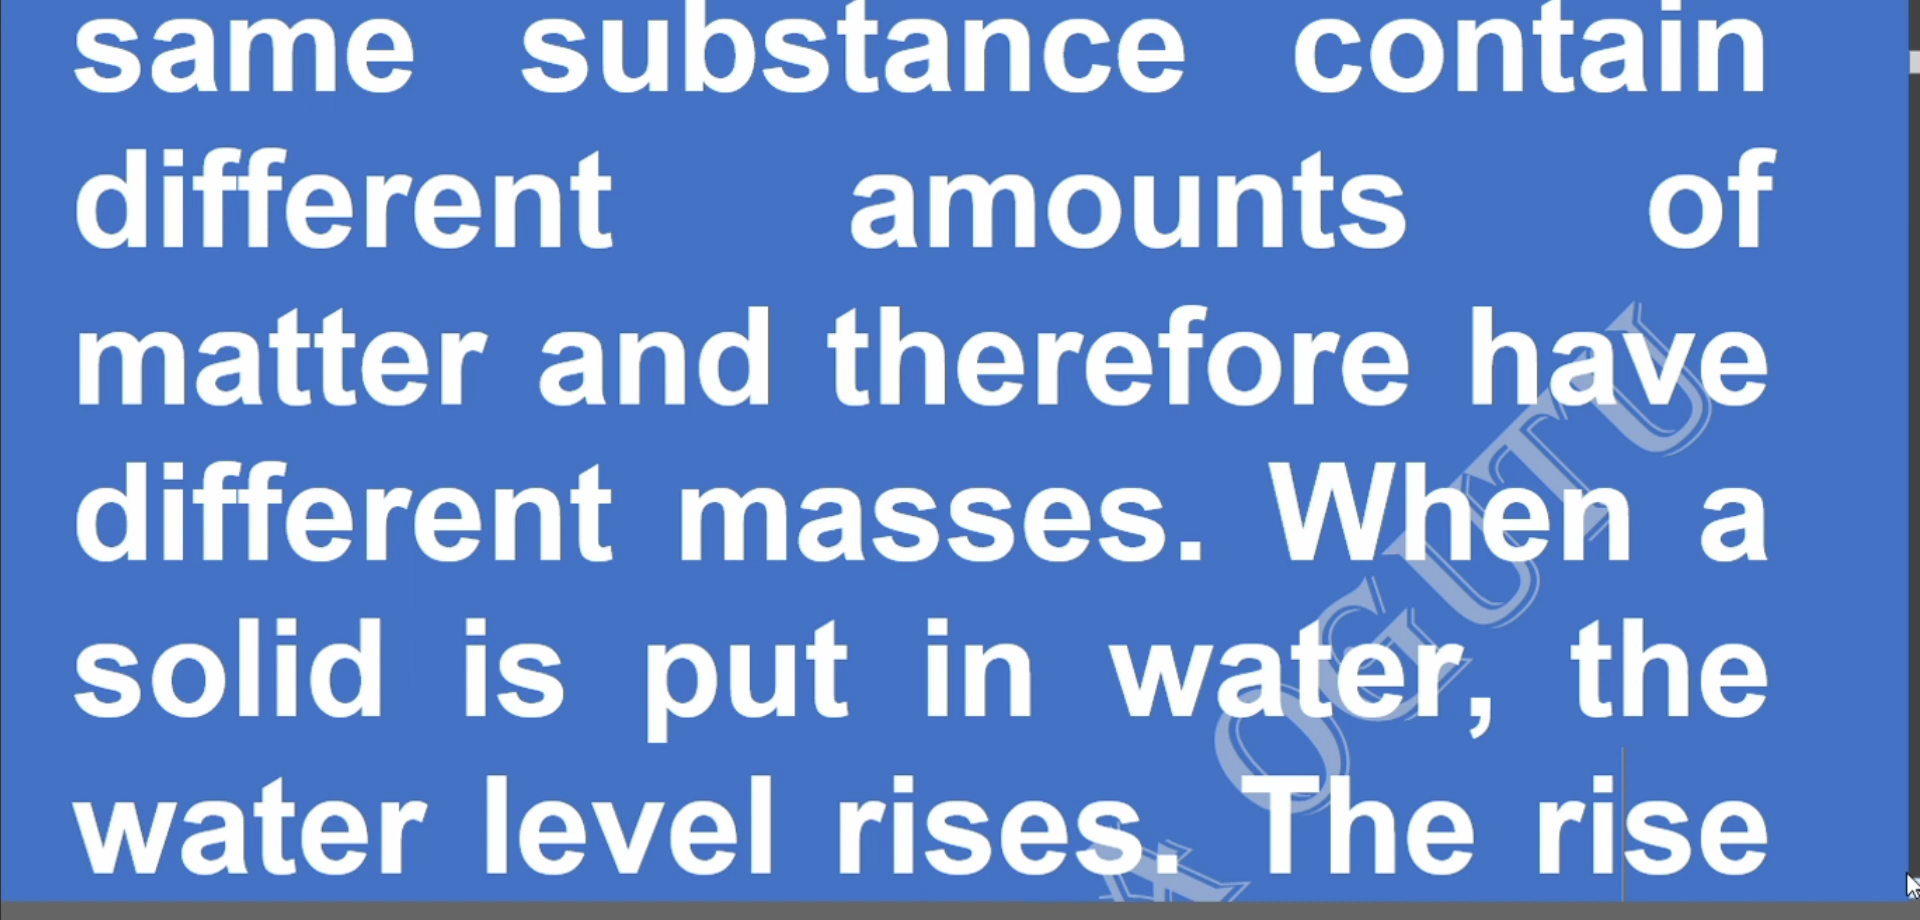 same substance contain
different amounts of
matter and therefore have
different masses. When a
solid is put in water, the
water level rises. The rise
OGUTU